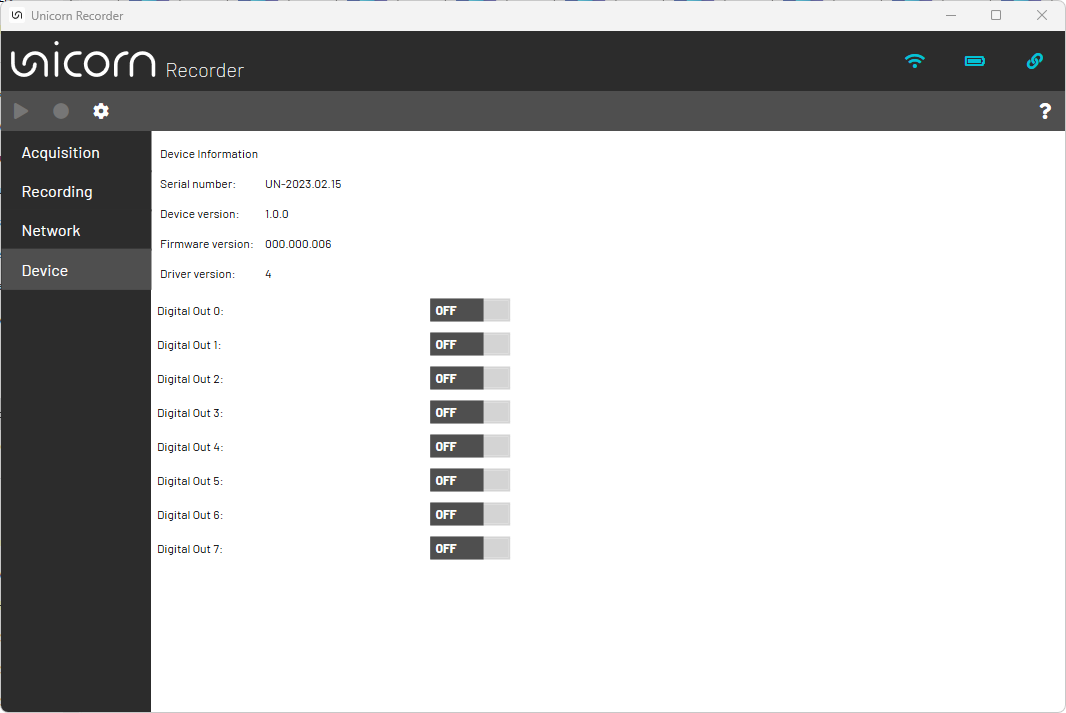 Unicorn Recorder
unicorn Recorder
?
Acquisition
Recording
Network
Device
Device Information
Serial number: UN-2023.02.15
Device version: 1.0.0
Firmware version: 000.000.006
Driver version: 4
Digital Out 0: OFF
Digital Out 1: OFF
Digital Out 2: OFF
Digital Out 3: OFF
Digital Out 4: OFF
Digital Out 5: OFF
Digital Out 6: OFF
Digital Out 7: OFF